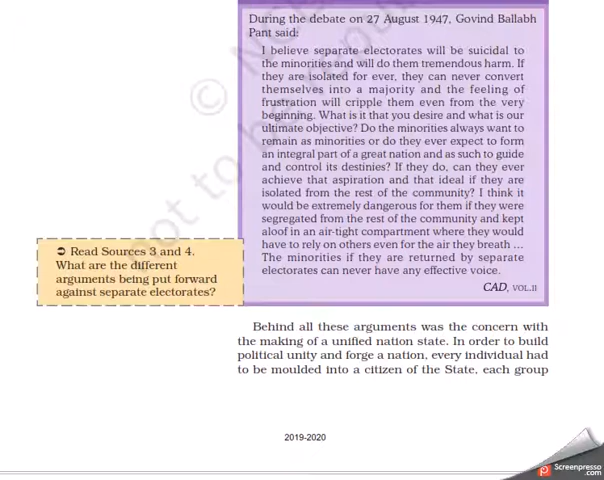 During the debate on 27 August 1947, Govind Ballabh
Pant said:
I believe separate electorates will be suicidal to
the minorities and will do them tremendous harm. If
they are isolated for ever, they can never convert
themselves into a majority and the feeling of
frustration will cripple them even from the very
beginning. What is it that you desire and what is our
ultimate objective? Do the minorities always want to
remain as minorities or do they ever expect to form
an integral part of a great nation and as such to guide
and control its destinies? If they do, can they ever
achieve that aspiration and that ideal if they are
isolated from the rest of the community? I think it
would be extremely dangerous for them if they were
segregated from the rest of the community and kept
aloof in an air-tight compartment where they would
have to rely on others even for the air they breath ...
The minorities if they are returned by separate
electorates can never have any effective voice.
CAD, VOL.II
➲ Read Sources 3 and 4.
What are the different
arguments being put forward
against separate electorates?
Behind all these arguments was the concern with
the making of a unified nation state. In order to build
political unity and forge a nation, every individual had
to be moulded into a citizen of the State, each group
2019-2020
© NC
not to be repu
Screenpresso
.com